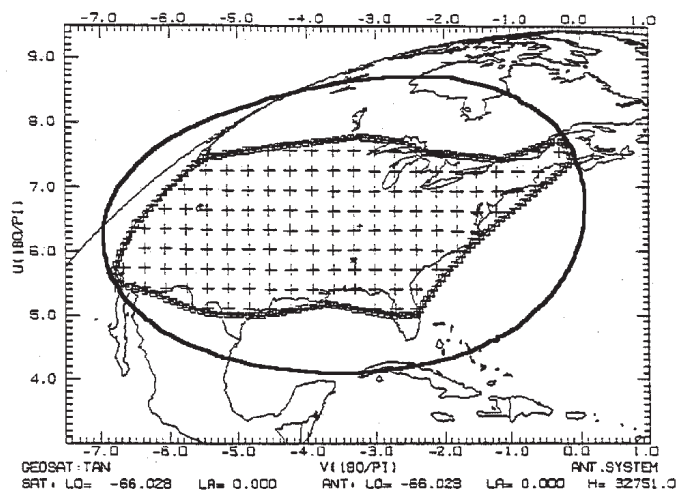 -7.0 -6.0 -5.0 -4.0 -3.0 -2.0 -1.0 0.0 1.0
9.0
8.0
7.0
6.0
5.0
4.0
U(180/PI)
-7.0 -6.0 -5.0 -4.0 -3.0 -2.0 -1.0 0.0 1.0
GEOSAT:TAN V(180/PI) ANT.SYSTEM
SAT: LO= -66.028 LA= 0.000 ANT: LO= -66.023 LA= 0.000 H= 32751.0